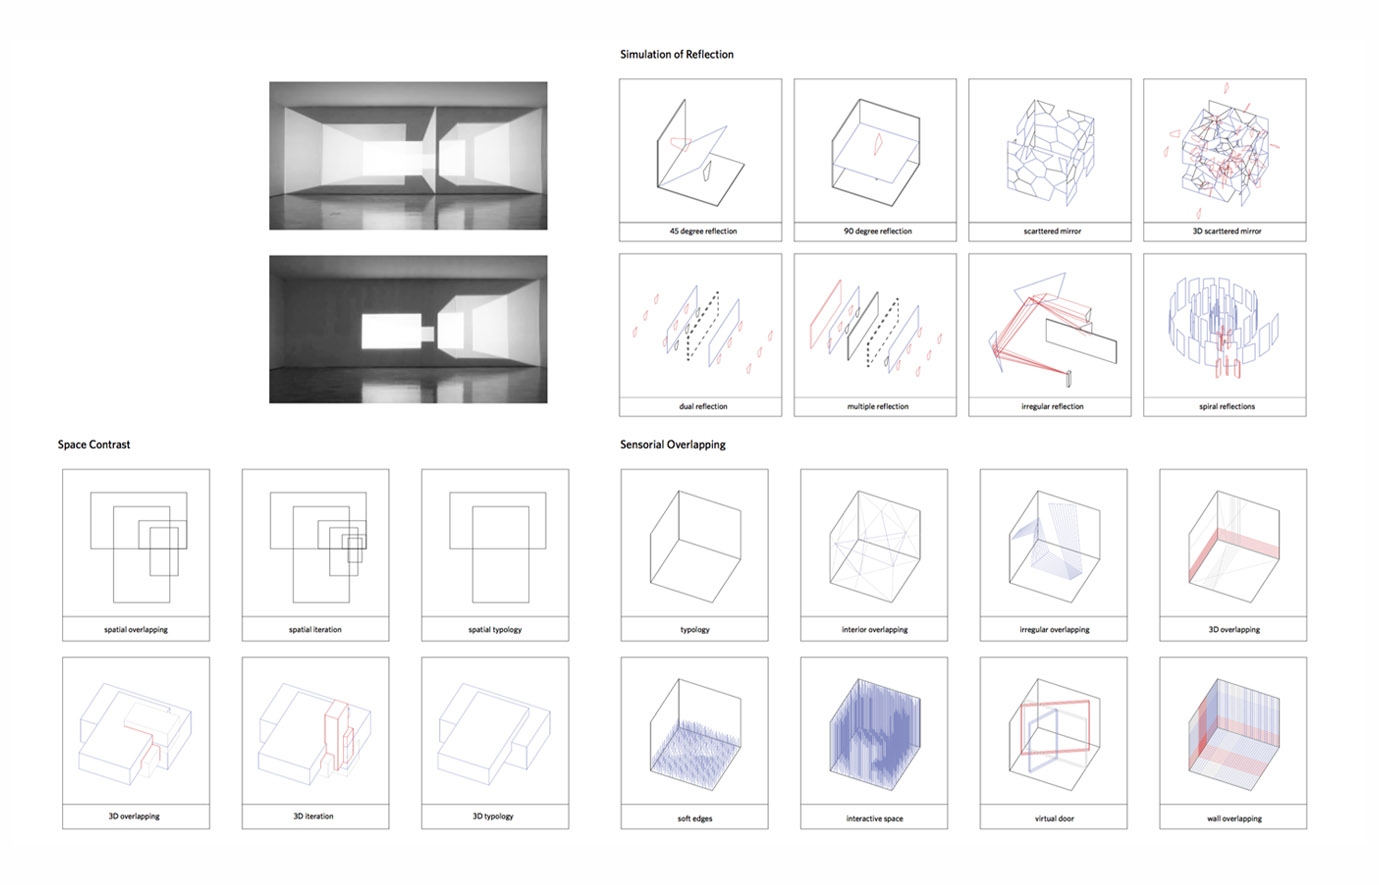 Simulation of Reflection
45 degree reflection
90 degree reflection
scarttered mirror
3D scarttered mirror
dual reflection
multiple reflection
irregular reflection
spiral reflections
Space Contrast
spatial overlapping
spatial iteration
spatial typology
3D overlapping
3D iteration
3D typology
Sensorial Overlapping
typology
interior overlapping
irregular overlapping
3D overlapping
soft edges
interactive space
virtual door
wall overlapping